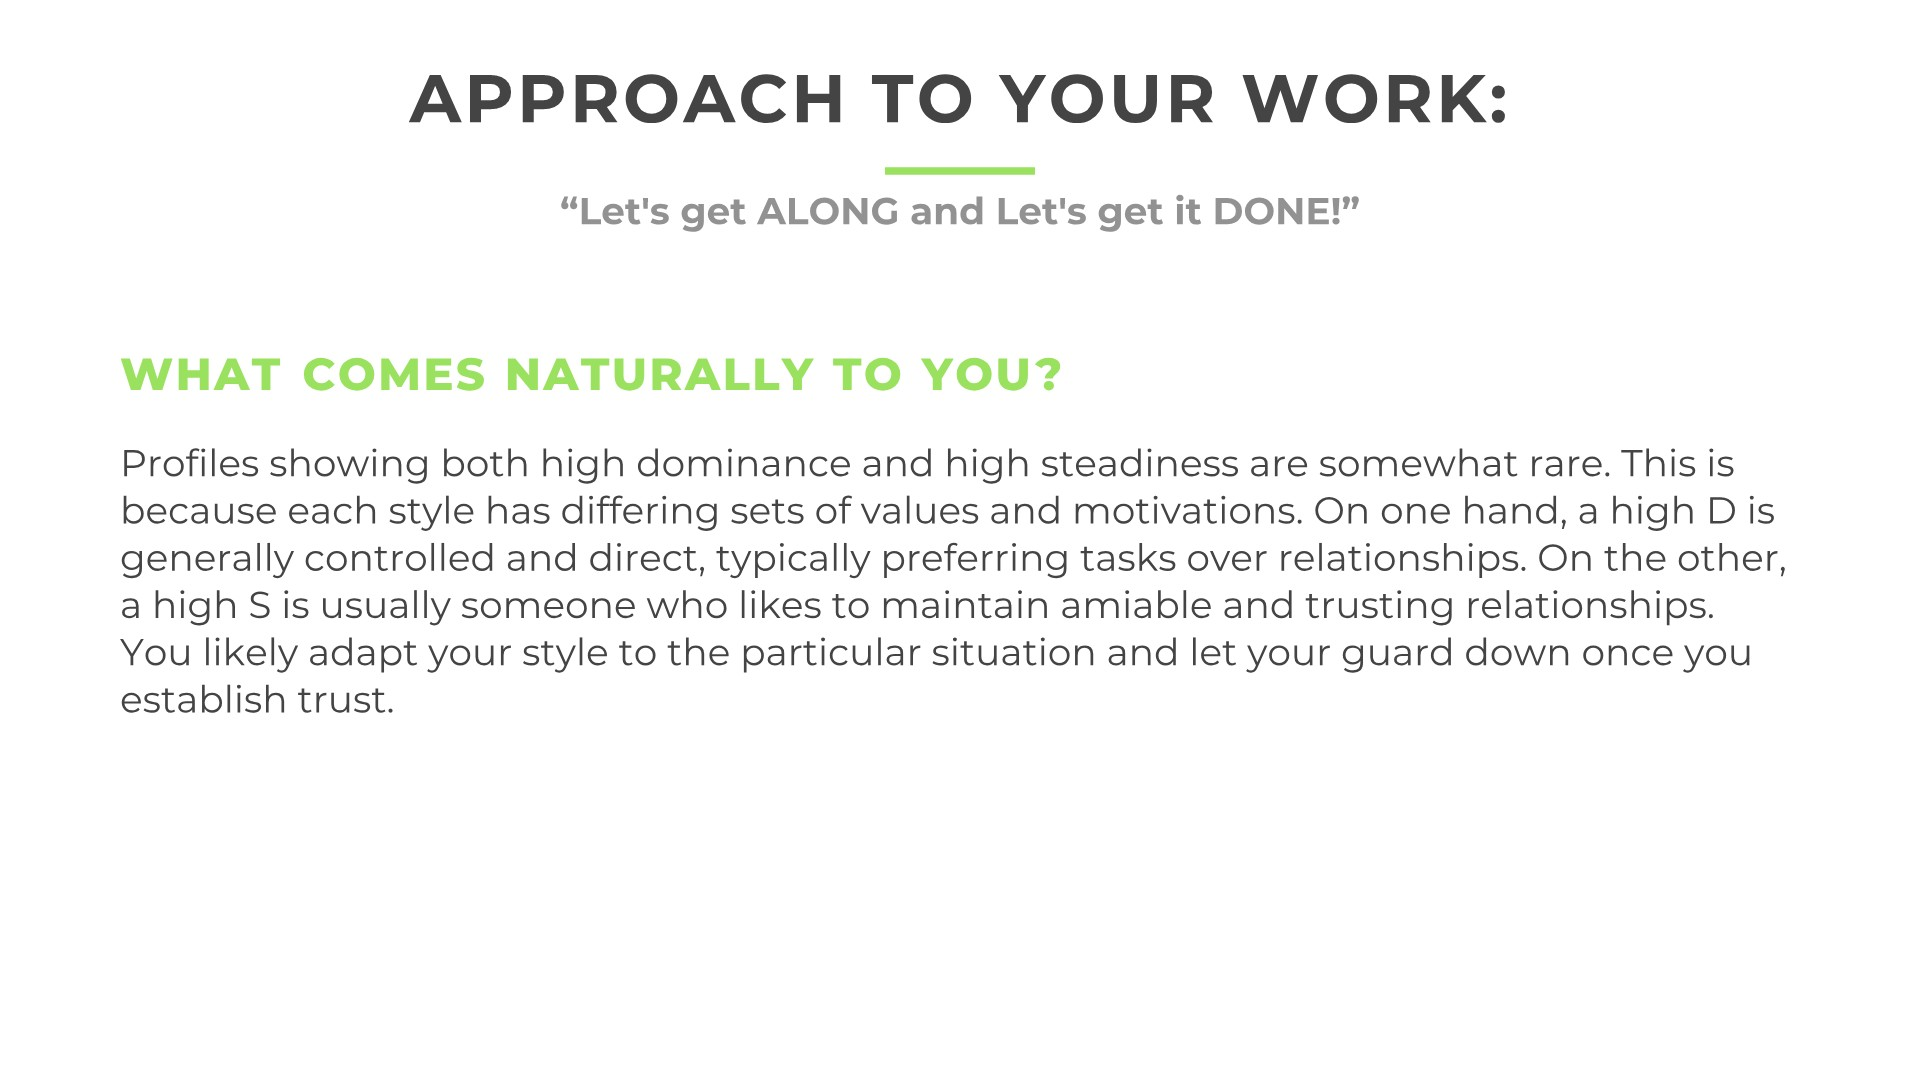 APPROACH TO YOUR WORK:
“Let's get ALONG and Let's get it DONE!”
WHAT COMES NATURALLY TO YOU?
Profiles showing both high dominance and high steadiness are somewhat rare. This is
because each style has differing sets of values and motivations. On one hand, a high D is
generally controlled and direct, typically preferring tasks over relationships. On the other,
a high S is usually someone who likes to maintain amiable and trusting relationships.
You likely adapt your style to the particular situation and let your guard down once you
establish trust.